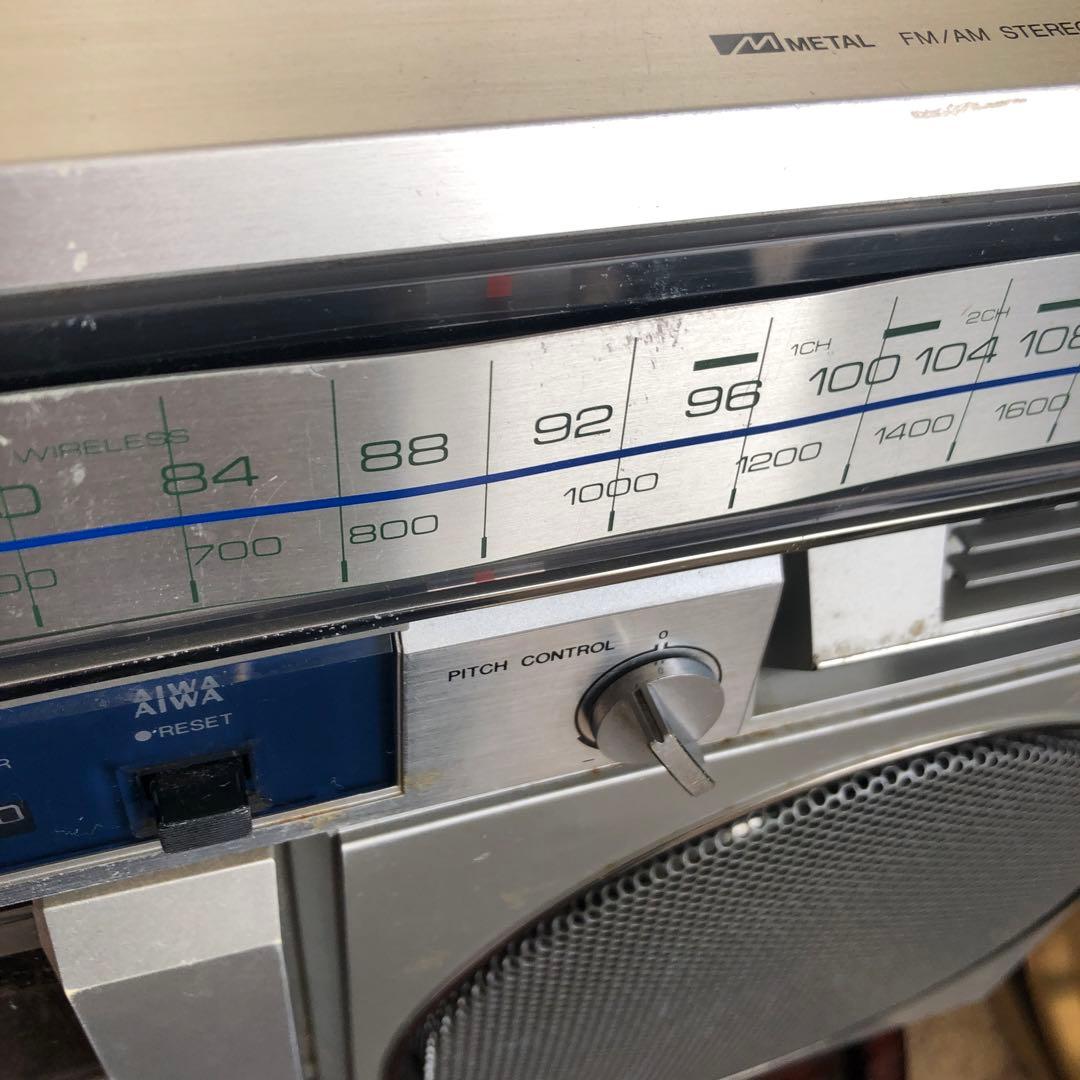 METAL FM/AM STEREO
WIRELESS 1CH 2CH
84 88 92 96 100 104 108
700 800 1000 1200 1400 1600
PITCH CONTROL
0
AIWA
RESET